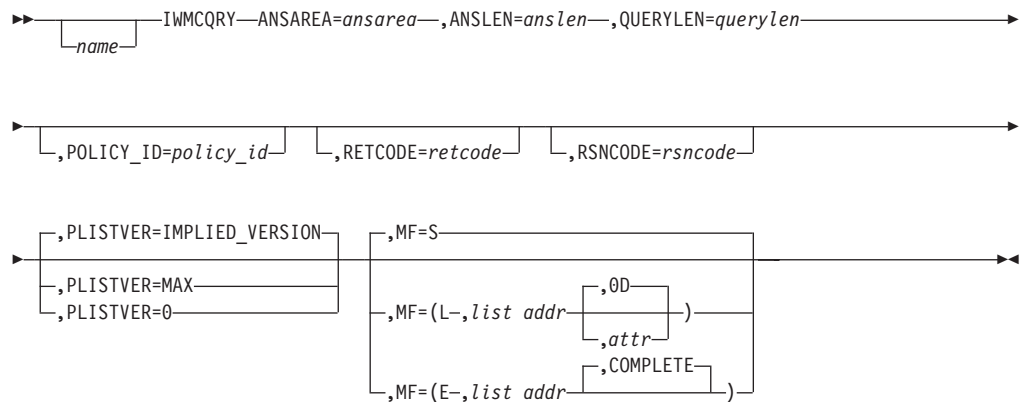 IWMCQRY ANSAREA=ansarea ,ANSLEN=anslen ,QUERYLEN=querylen
name
,POLICY_ID=policy_id ,RETCODE=retcode ,RSNCODE=rsncode
,PLISTVER=IMPLIED_VERSION
,PLISTVER=MAX
,PLISTVER=0
,MF=S
,0D
,MF=(L ,list addr )
,attr
,COMPLETE
,MF=(E ,list addr )